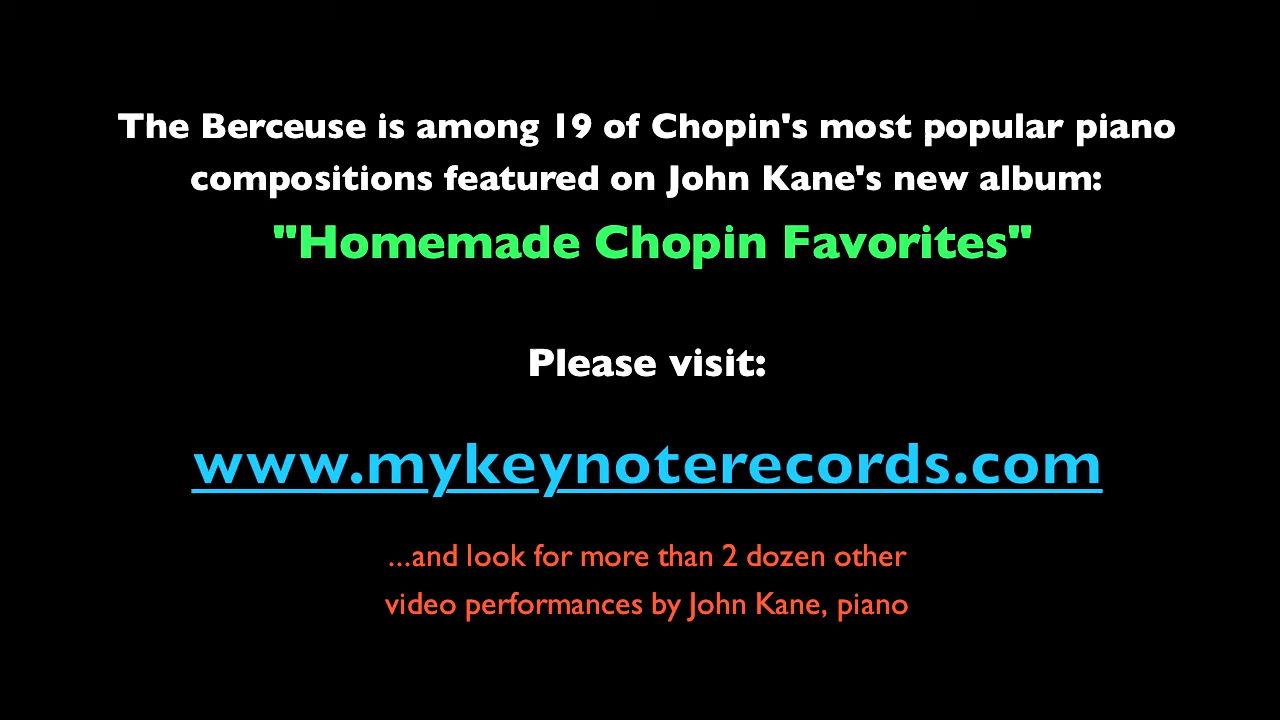 The Berceuse is among 19 of Chopin's most popular piano
compositions featured on John Kane's new album:
"Homemade Chopin Favorites"
Please visit:
www.mykeynoterecords.com
...and look for more than 2 dozen other
video performances by John Kane, piano